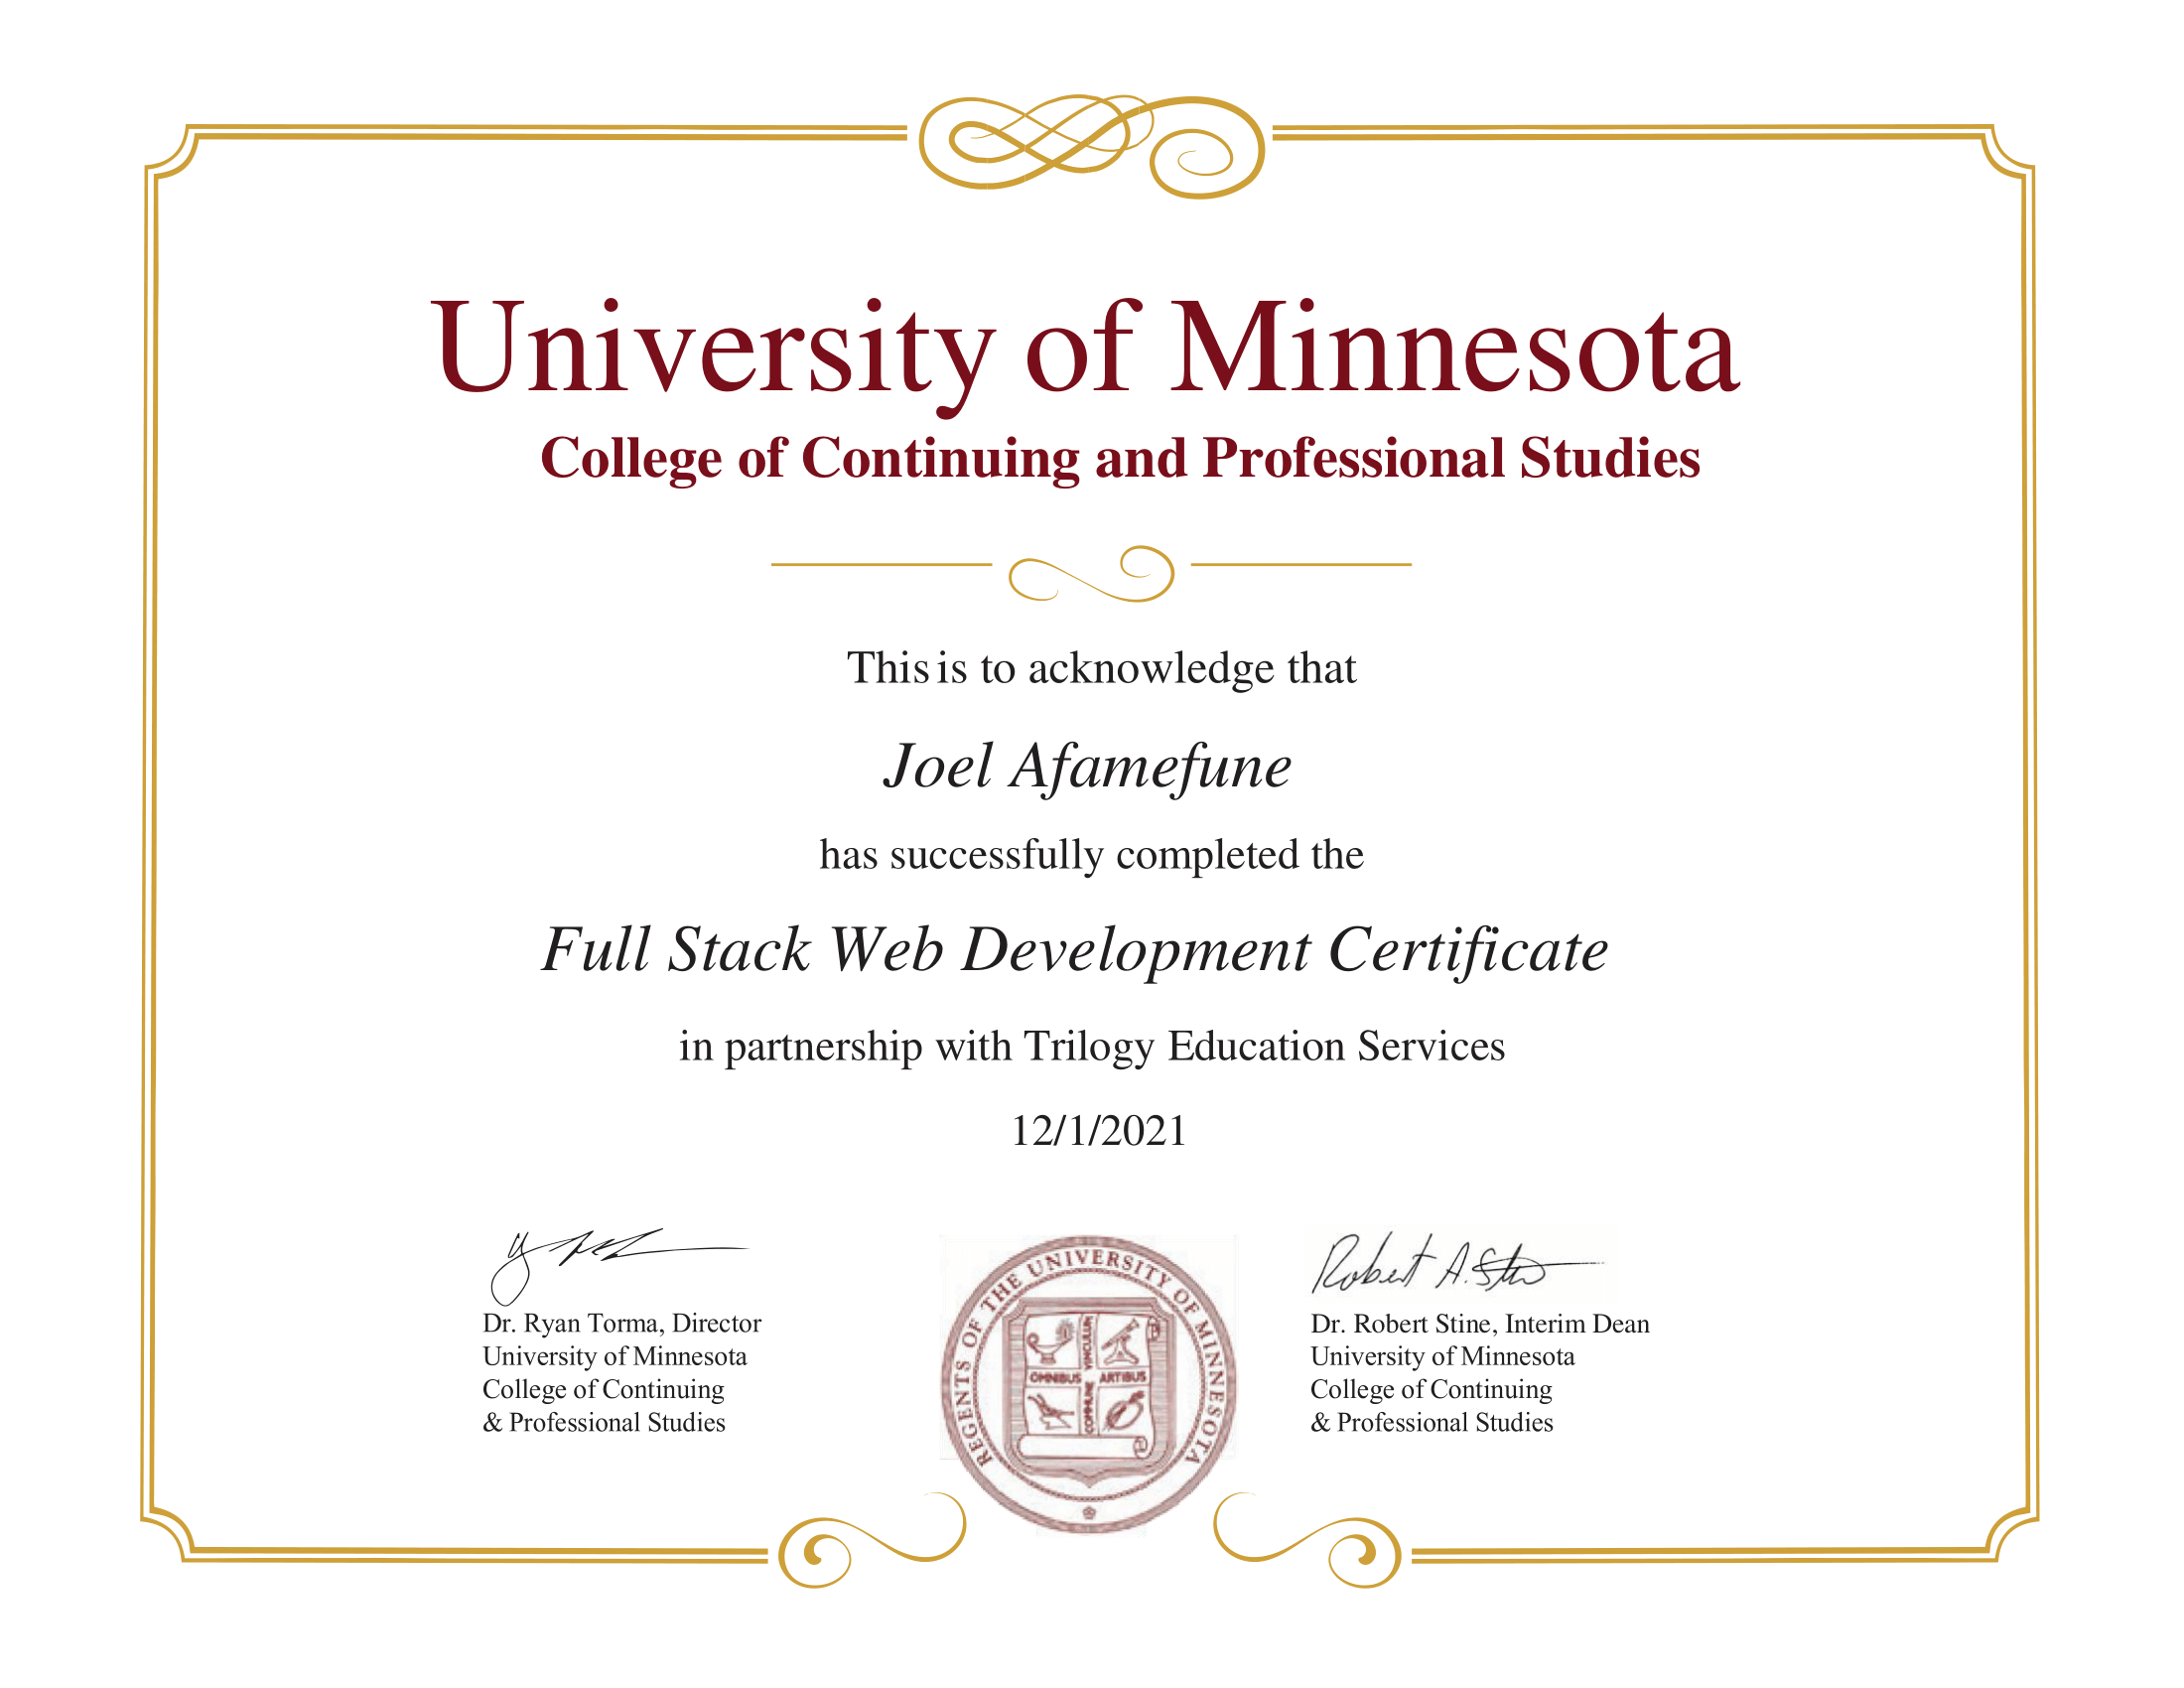 University of Minnesota
College of Continuing and Professional Studies
This is to acknowledge that
Joel Afamefune
has successfully completed the
Full Stack Web Development Certificate
in partnership with Trilogy Education Services
12/1/2021
Robert A. Stine
Dr. Ryan Torma, Director
University of Minnesota
College of Continuing
& Professional Studies
REGENTS OF THE UNIVERSITY OF MINNESOTA
OMNIBUS ARTIBUS
COMMUNE VINCULUM
Dr. Robert Stine, Interim Dean
University of Minnesota
College of Continuing
& Professional Studies